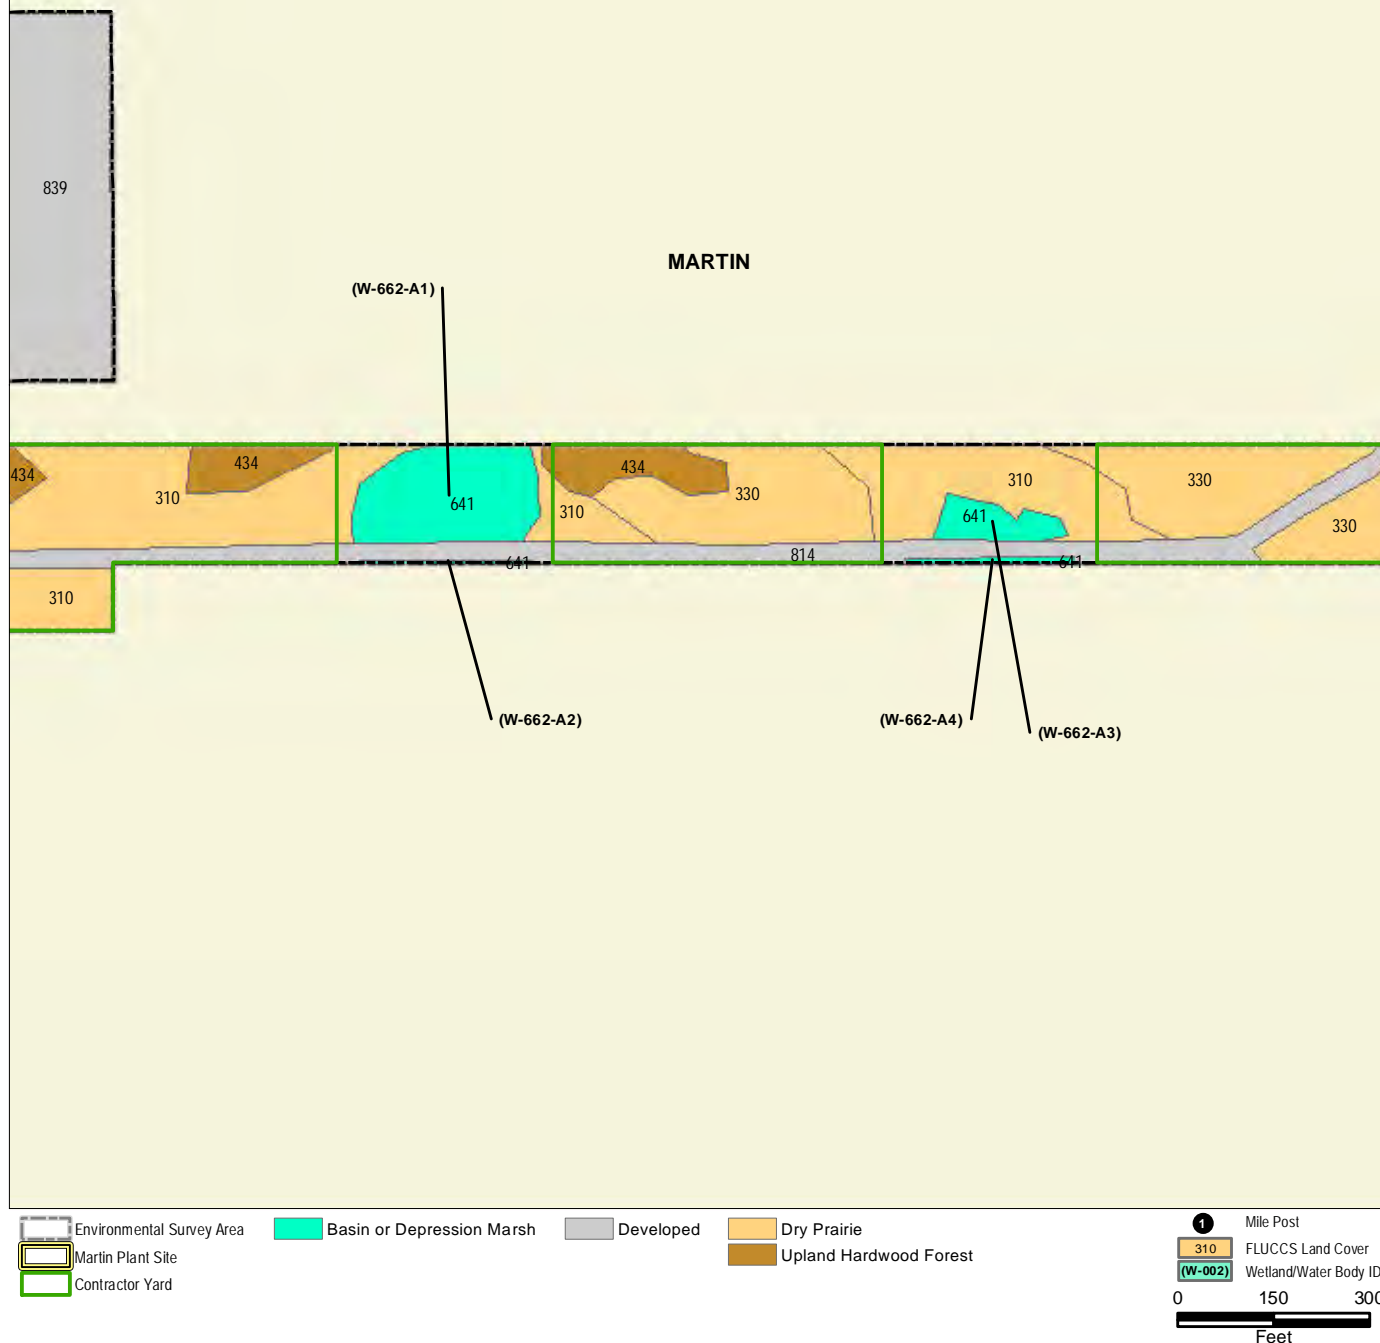 839
MARTIN
(W-662-A1)
434
434
434
310
330
310
330
641
310
641
330
814
641
641
310
(W-662-A2)
(W-662-A4)
(W-662-A3)
Environmental Survey Area
Martin Plant Site
Contractor Yard
Basin or Depression Marsh
Developed
Dry Prairie
Upland Hardwood Forest
1 Mile Post
310 FLUCCS Land Cover
(W-002) Wetland/Water Body ID
0 150 300
Feet